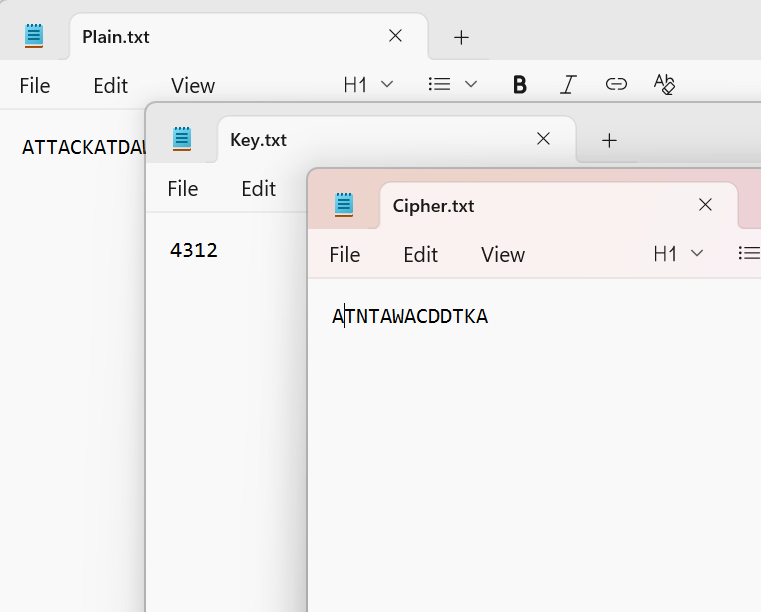 Plain.txt
File Edit View H1 B I
ATTACKATDA
Key.txt
File Edit
4312
Cipher.txt
File Edit View H1
ATNTAWACDDTKA